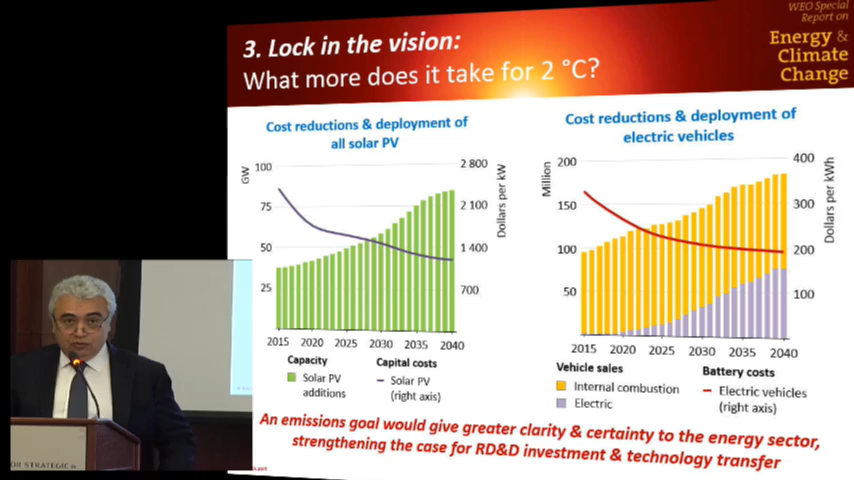 WEO Special
Report on
Energy &
Climate
Change
3. Lock in the vision:
What more does it take for 2 °C?
Cost reductions & deployment of
all solar PV
GW
100
75
50
25
2 800
2 100
1 400
700
Dollars per kW
2015 2020 2025 2030 2035 2040
Capacity
Solar PV
additions
Capital costs
Solar PV
(right axis)
Cost reductions & deployment of
electric vehicles
Million
200
150
100
50
400
300
200
100
Dollars per kWh
2015 2020 2025 2030 2035 2040
Vehicle sales
Internal combustion
Electric
Battery costs
Electric vehicles
(right axis)
An emissions goal would give greater clarity & certainty to the energy sector,
strengthening the case for RD&D investment & technology transfer
OR STRATEGIC &